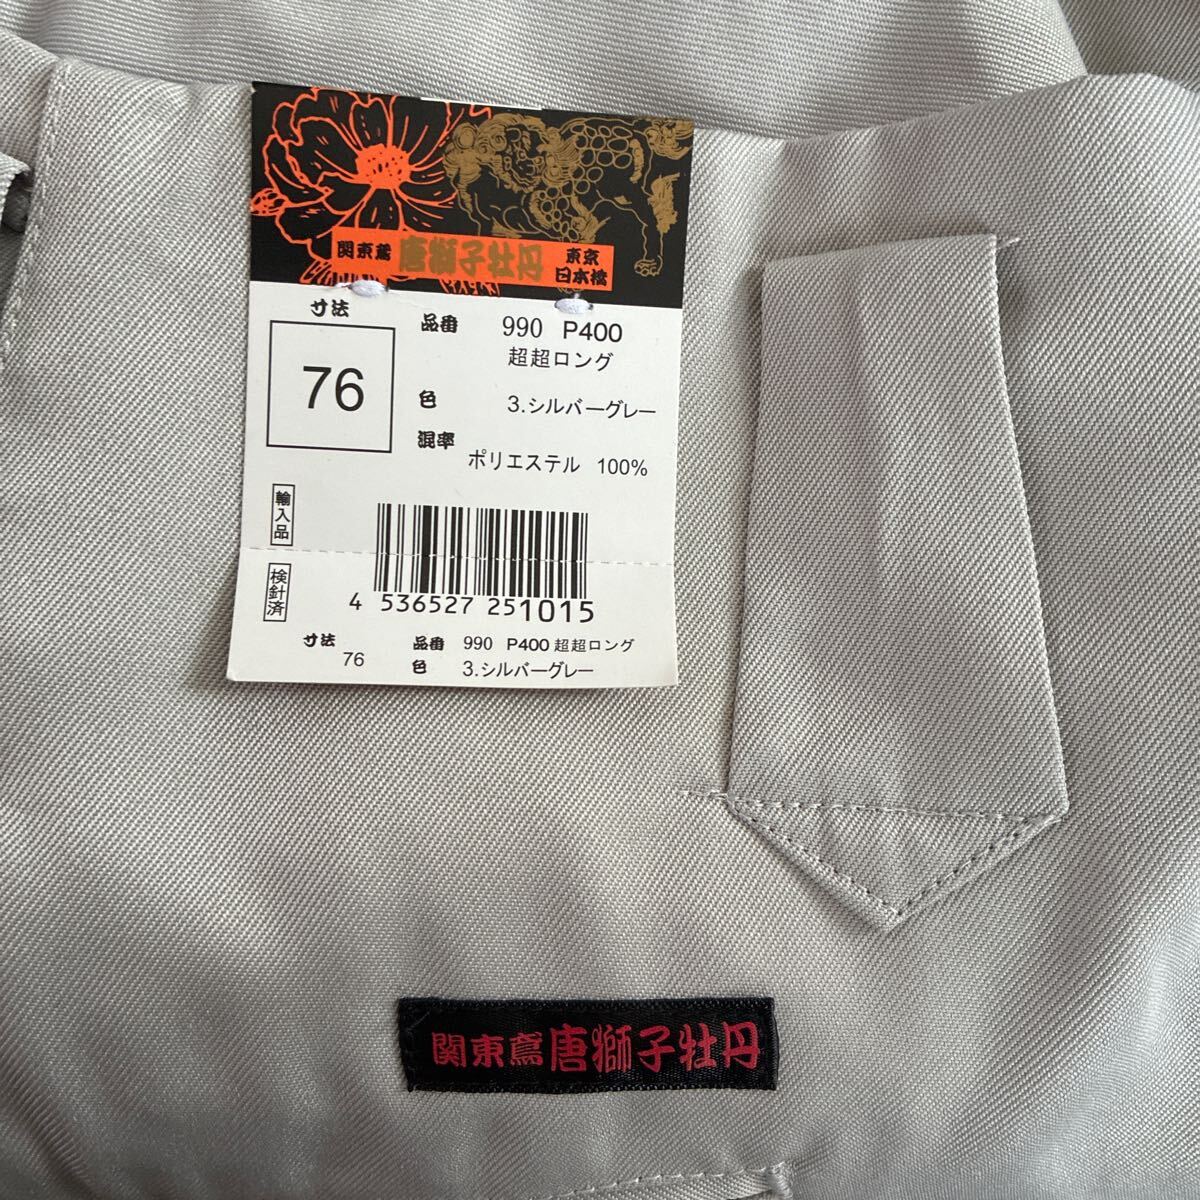 関東鳶 唐獅子牡丹 東京
日本橋
寸法
76
品番 990 P400
超超ロング
色 3.シルバーグレー
混率
ポリエステル 100%
輸入品
検針済
4 536527 251015
寸法 76
品番 990 P400 超超ロング
色 3.シルバーグレー
関東鳶 唐獅子牡丹